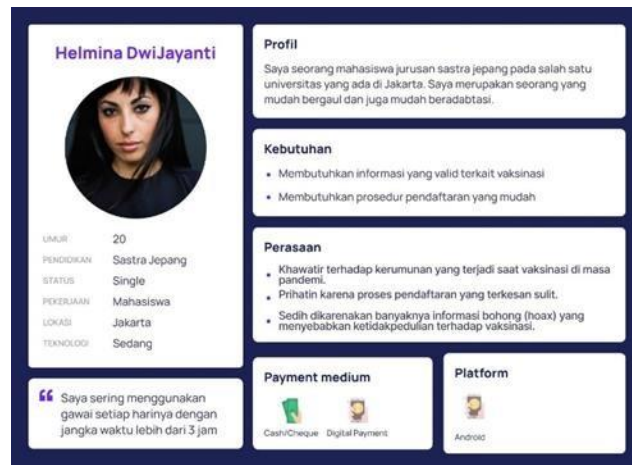 Helmina DwiJayanti
UMUR 20
PENDIDIKAN Sastra Jepang
STATUS Single
PEKERJAAN Mahasiswa
LOKASI Jakarta
TEKNOLOGI Sedang
“ Saya sering menggunakan
gawai setiap harinya dengan
jangka waktu lebih dari 3 jam
Profil
Saya seorang mahasiswa jurusan sastra jepang pada salah satu
universitas yang ada di Jakarta. Saya merupakan seorang yang
mudah bergaul dan juga mudah beradabtasi.
Kebutuhan
• Membutuhkan informasi yang valid terkait vaksinasi
• Membutuhkan prosedur pendaftaran yang mudah
Perasaan
• Khawatir terhadap kerumunan yang terjadi saat vaksinasi di masa
pandemi.
• Prihatin karena proses pendaftaran yang terkesan sulit.
• Sedih dikarenakan banyaknya informasi bohong (hoax) yang
menyebabkan ketidakpedulian terhadap vaksinasi.
Payment medium
Cash/Cheque Digital Payment
Platform
Android